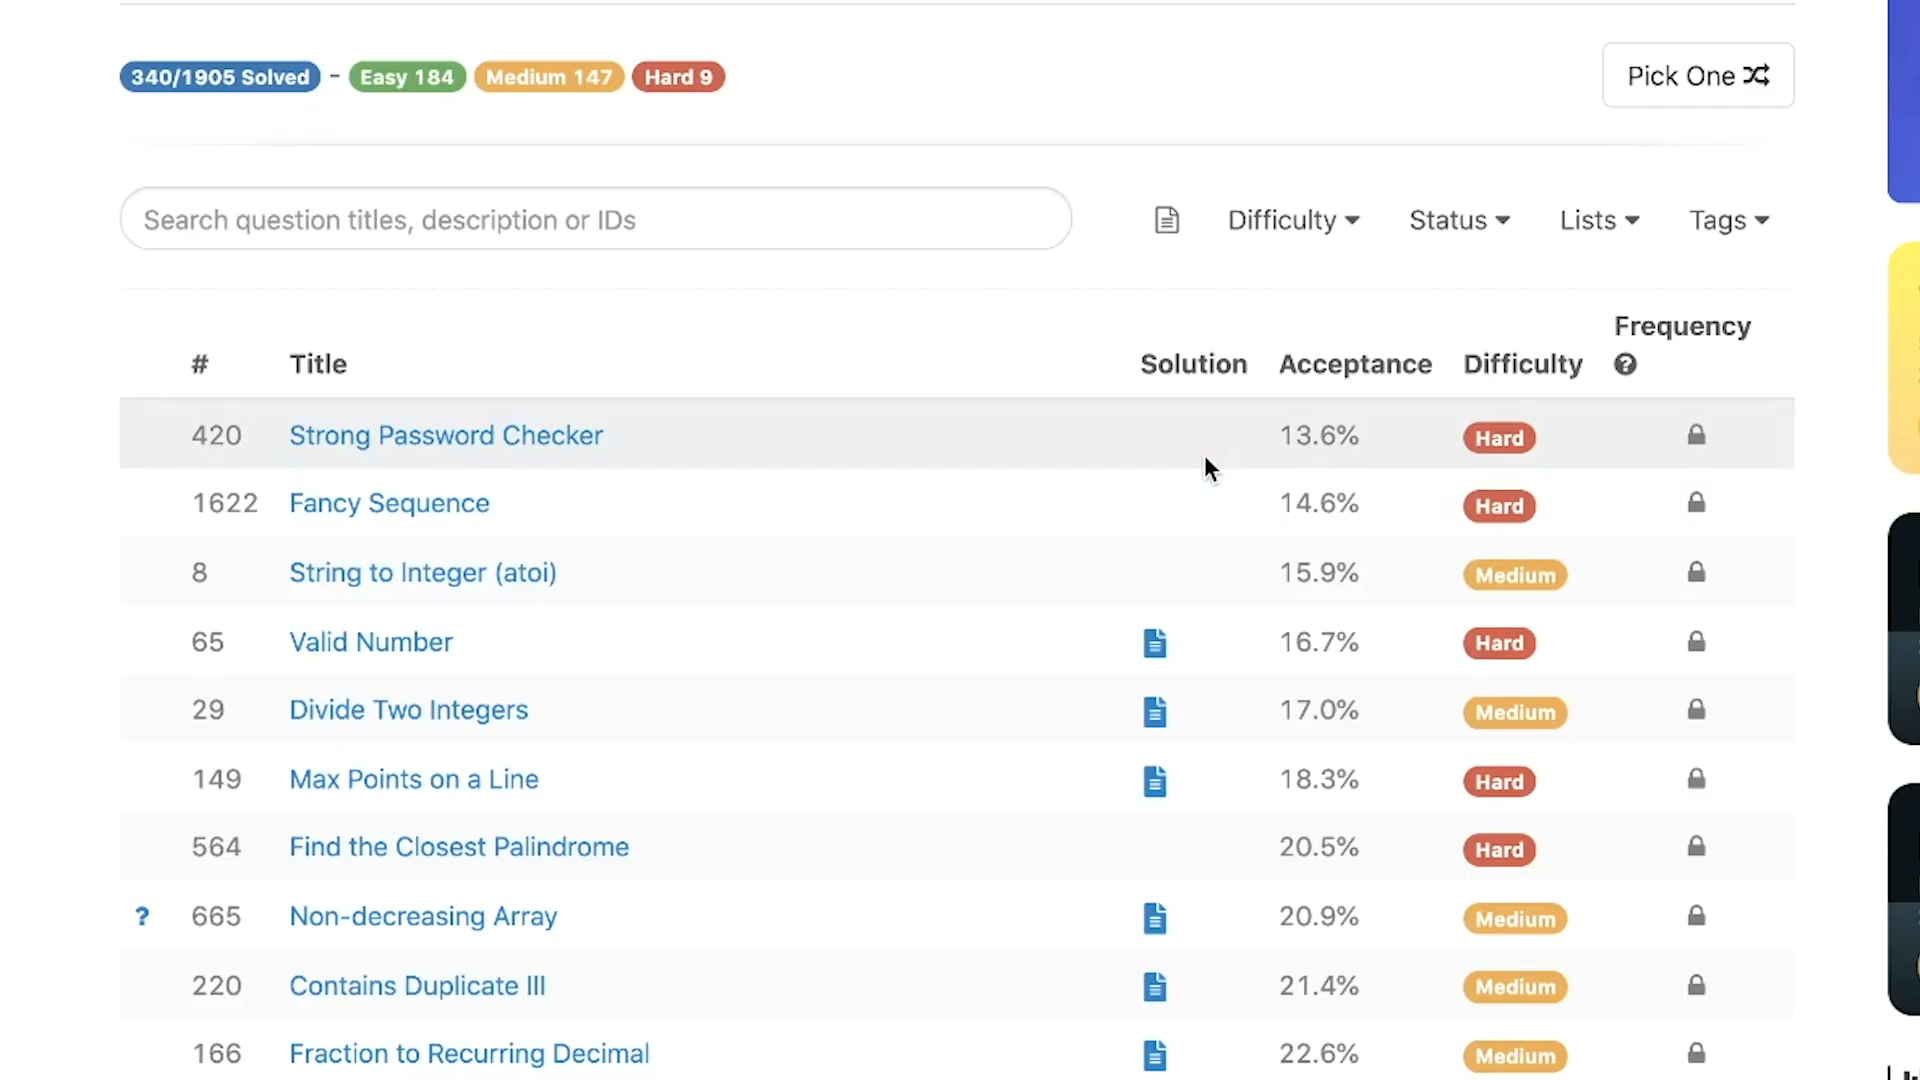 340/1905 Solved - Easy 184 Medium 147 Hard 9
Pick One
Search question titles, description or IDs
Difficulty Status Lists Tags
# Title Solution Acceptance Difficulty Frequency ?
420 Strong Password Checker 13.6% Hard
1622 Fancy Sequence 14.6% Hard
8 String to Integer (atoi) 15.9% Medium
65 Valid Number 16.7% Hard
29 Divide Two Integers 17.0% Medium
149 Max Points on a Line 18.3% Hard
564 Find the Closest Palindrome 20.5% Hard
? 665 Non-decreasing Array 20.9% Medium
220 Contains Duplicate III 21.4% Medium
166 Fraction to Recurring Decimal 22.6% Medium